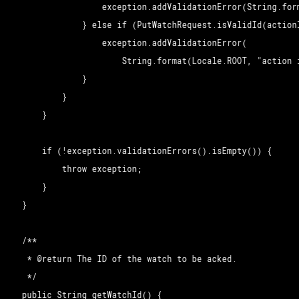 exception.addValidationError(String.for
} else if (PutWatchRequest.isValidId(action
exception.addValidationError(
String.format(Locale.ROOT, "action
}
}
}
if (!exception.validationErrors().isEmpty()) {
throw exception;
}
}
/**
* @return The ID of the watch to be acked.
*/
public String getWatchId() {